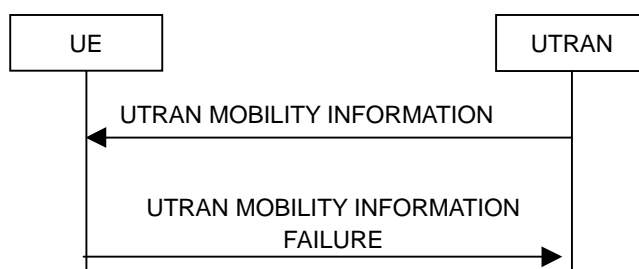 UE
UTRAN
UTRAN MOBILITY INFORMATION
UTRAN MOBILITY INFORMATION
FAILURE